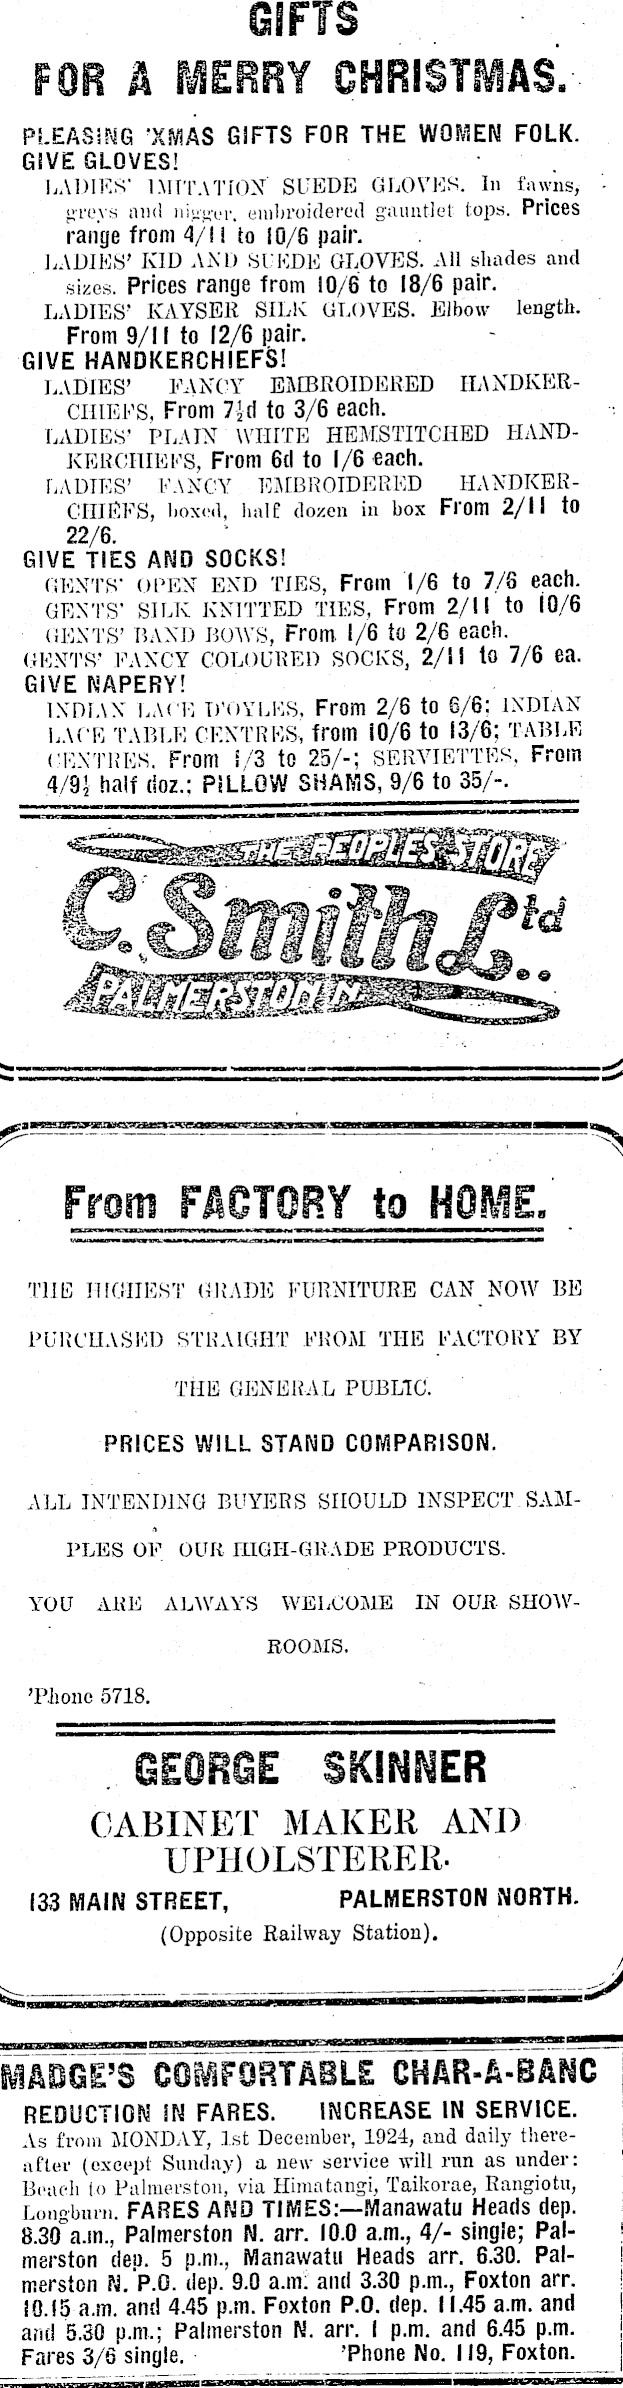 GIFTS
FOR A MERRY CHRISTMAS.
PLEASING 'XMAS GIFTS FOR THE WOMEN FOLK.
GIVE GLOVES!
LADIES' IMITATION SUEDE GLOVES. In fawns,
greys and nigger, embroidered gauntlet tops. Prices
range from 4/11 to 10/6 pair.
LADIES' KID AND SUEDE GLOVES. All shades and
sizes. Prices range from 10/6 to 18/6 pair.
LADIES' KAYSER SILK GLOVES. Elbow length.
From 9/11 to 12/6 pair.
GIVE HANDKERCHIEFS!
LADIES' FANCY EMBROIDERED HANDKER-
CHIEFS, From 7½d to 3/6 each.
LADIES' PLAIN WHITE HEMSTITCHED HAND-
KERCHIEFS, From 6d to 1/6 each.
LADIES' FANCY EMBROIDERED HANDKER-
CHIEFS, boxed, half dozen in box From 2/11 to
22/6.
GIVE TIES AND SOCKS!
GENTS' OPEN END TIES, From 1/6 to 7/6 each.
GENTS' SILK KNITTED TIES, From 2/11 to 10/6
GENTS' BAND BOWS, From 1/6 to 2/6 each.
GENTS' FANCY COLOURED SOCKS, 2/11 to 7/6 ea.
GIVE NAPERY!
INDIAN LACE D'OYLES, From 2/6 to 6/6; INDIAN
LACE TABLE CENTRES, from 10/6 to 13/6; TABLE
CENTRES, From 1/3 to 25/-; SERVIETTES, From
4/9½ half doz.; PILLOW SHAMS, 9/6 to 35/-.
THE PEOPLES STORE
C. Smith Ltd..
PALMERSTON N
From FACTORY to HOME.
THE HIGHEST GRADE FURNITURE CAN NOW BE
PURCHASED STRAIGHT FROM THE FACTORY BY
THE GENERAL PUBLIC.
PRICES WILL STAND COMPARISON.
ALL INTENDING BUYERS SHOULD INSPECT SAM-
PLES OF OUR HIGH-GRADE PRODUCTS.
YOU ARE ALWAYS WELCOME IN OUR SHOW-
ROOMS.
'Phone 5718.
GEORGE SKINNER
CABINET MAKER AND
UPHOLSTERER.
133 MAIN STREET, PALMERSTON NORTH.
(Opposite Railway Station).
MADGE'S COMFORTABLE CHAR-A-BANC
REDUCTION IN FARES. INCREASE IN SERVICE.
As from MONDAY, 1st December, 1924, and daily there-
after (except Sunday) a new service will run as under:
Beach to Palmerston, via Himatangi, Taikorae, Rangiotu,
Longburn. FARES AND TIMES:—Manawatu Heads dep.
8.30 a.m., Palmerston N. arr. 10.0 a.m., 4/- single; Pal-
merston dep. 5 p.m., Manawatu Heads arr. 6.30. Pal-
merston N. P.O. dep. 9.0 a.m. and 3.30 p.m., Foxton arr.
10.15 a.m. and 4.45 p.m. Foxton P.O. dep. 11.45 a.m. and
and 5.30 p.m.; Palmerston N. arr. 1 p.m. and 6.45 p.m.
Fares 3/6 single. 'Phone No. 119, Foxton.